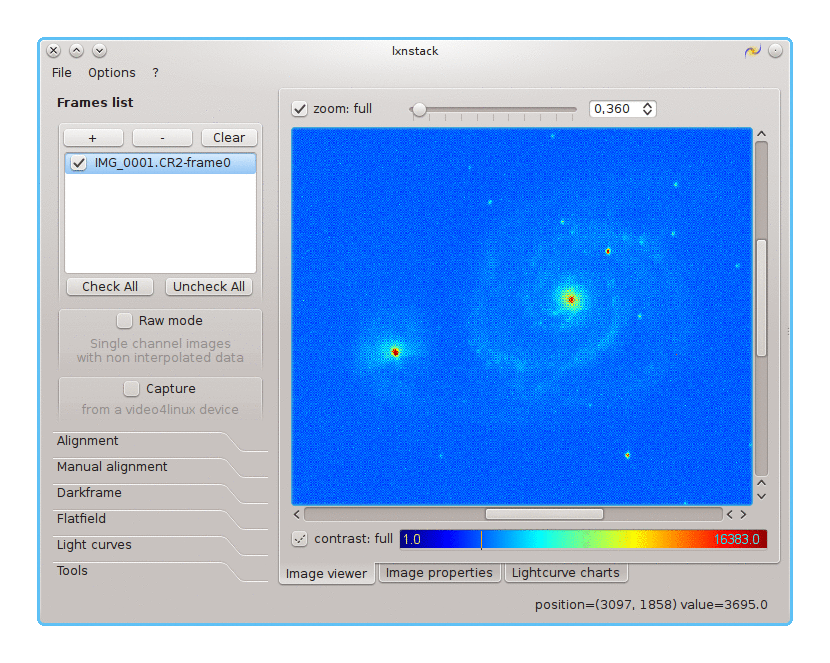 lxnstack
File Options ?
Frames list
+ - Clear
IMG_0001.CR2-frame0
Check All Uncheck All
Raw mode
Single channel images
with non interpolated data
Capture
from a video4linux device
Alignment
Manual alignment
Darkframe
Flatfield
Light curves
Tools
zoom: full 0,360
contrast: full 1.0 16383.0
Image viewer Image properties Lightcurve charts
position=(3097, 1858) value=3695.0